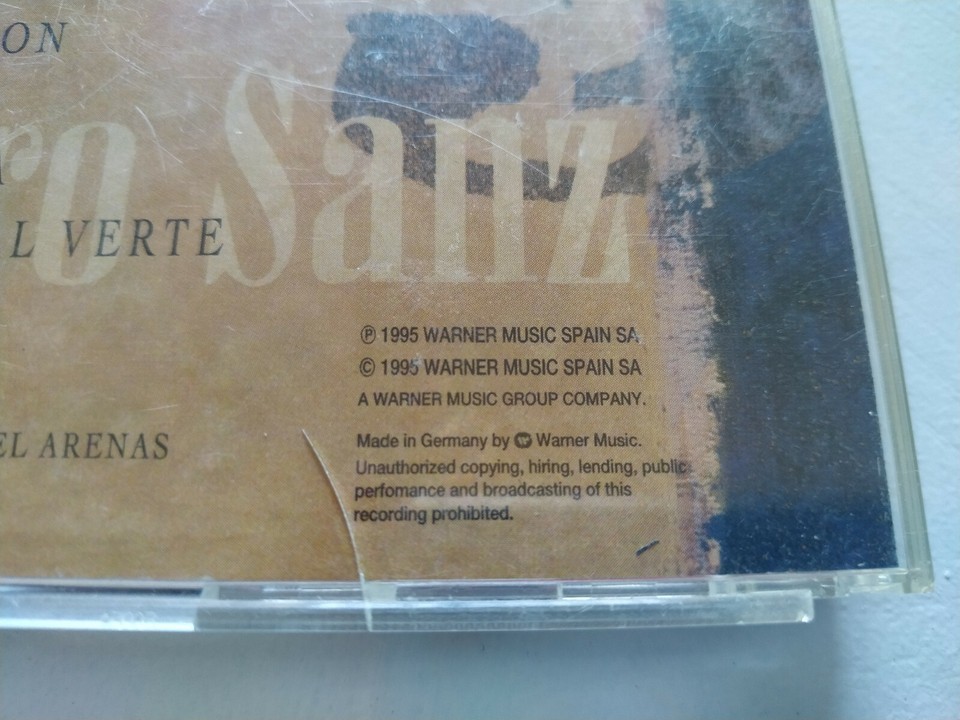 ON
ro Sanz
L VERTE
℗ 1995 WARNER MUSIC SPAIN SA
© 1995 WARNER MUSIC SPAIN SA
A WARNER MUSIC GROUP COMPANY.
EL ARENAS
Made in Germany by Warner Music.
Unauthorized copying, hiring, lending, public
perfomance and broadcasting of this
recording prohibited.